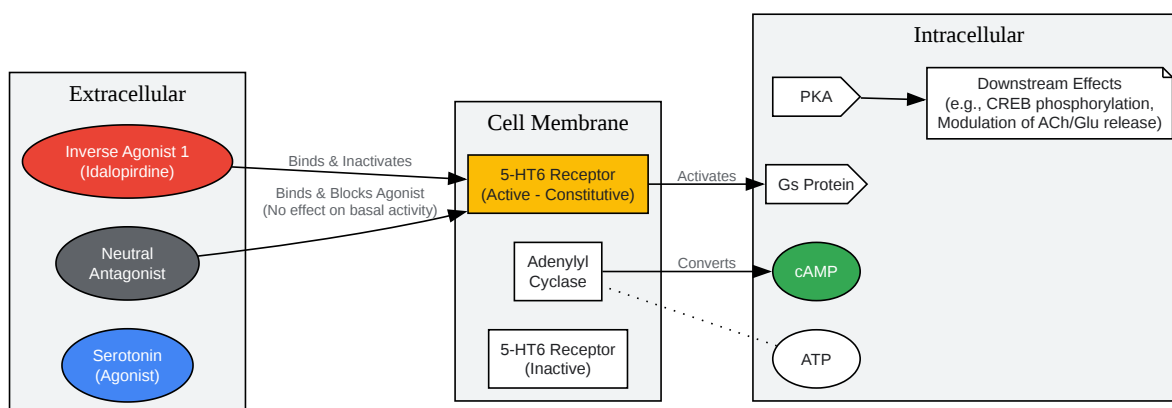 Extracellular
Inverse Agonist 1
(Idalopirdine)
Neutral
Antagonist
Serotonin
(Agonist)
Binds & Inactivates
Binds & Blocks Agonist
(No effect on basal activity)
Cell Membrane
5-HT6 Receptor
(Active - Constitutive)
Adenylyl
Cyclase
5-HT6 Receptor
(Inactive)
Activates
Converts
Intracellular
PKA
Downstream Effects
(e.g., CREB phosphorylation,
Modulation of ACh/Glu release)
Gs Protein
cAMP
ATP